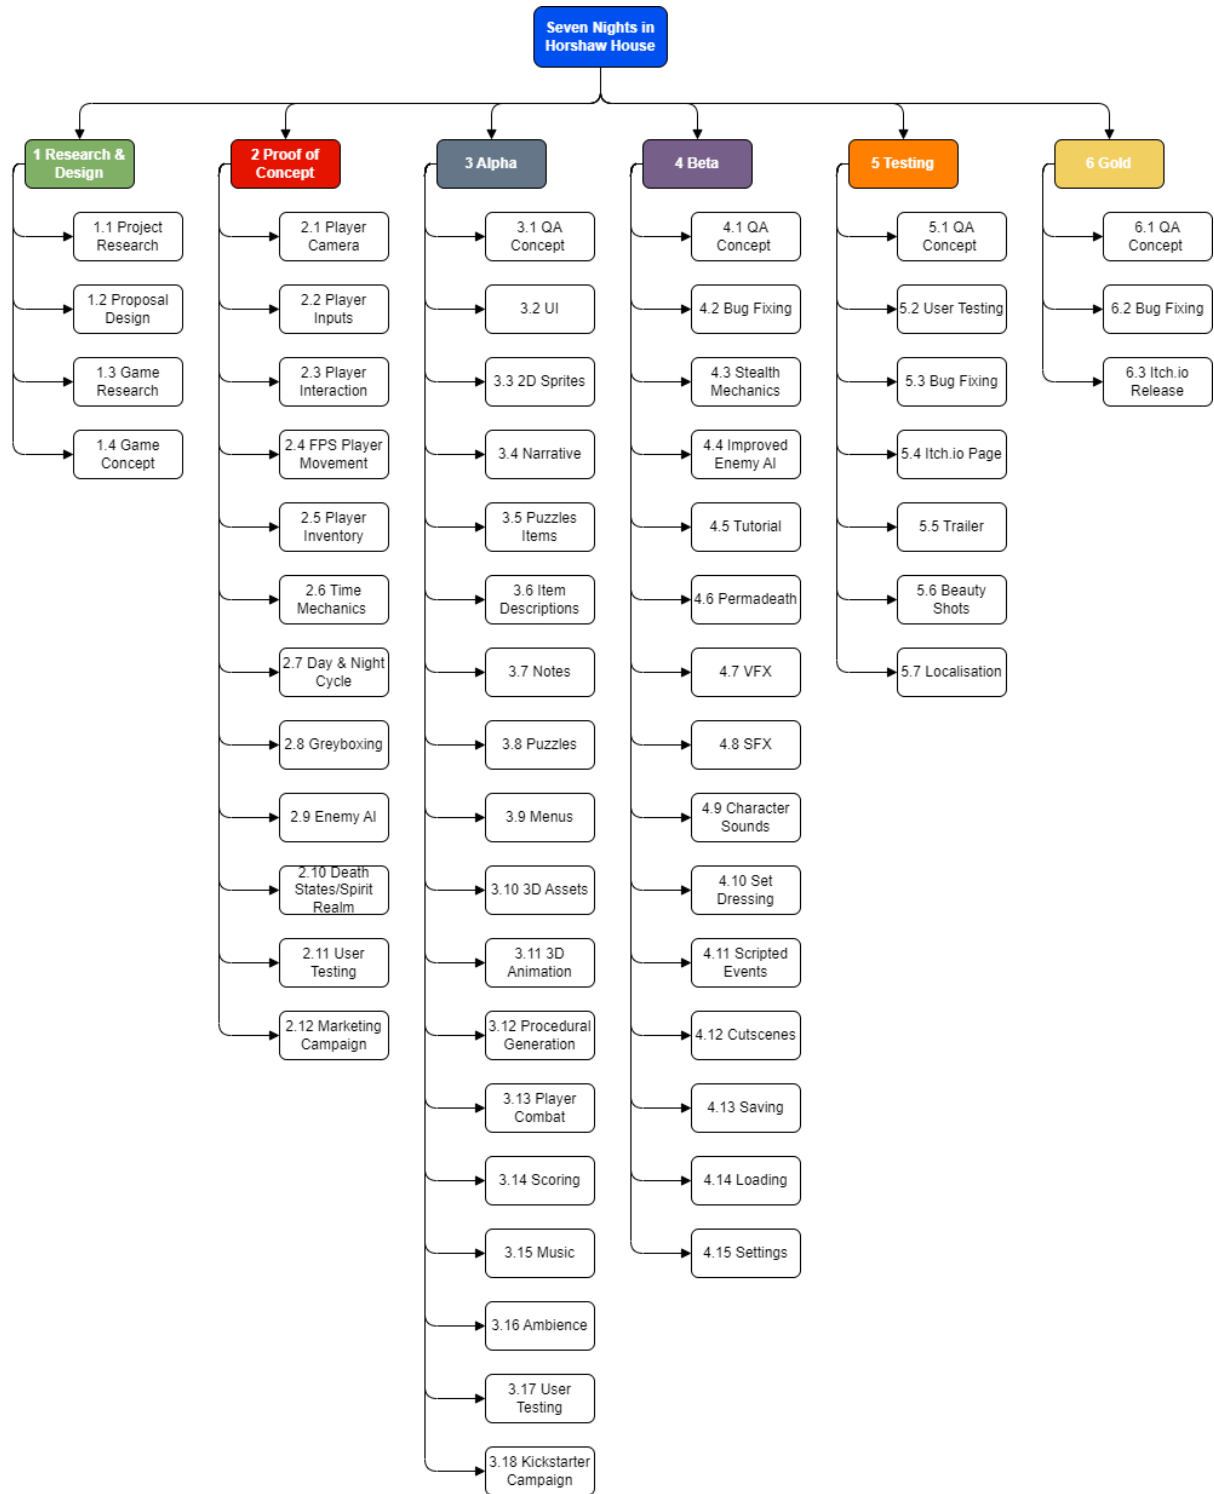 Seven Nights in
Horshaw House
1 Research &
Design
1.1 Project
Research
1.2 Proposal
Design
1.3 Game
Research
1.4 Game
Concept
2 Proof of
Concept
2.1 Player
Camera
2.2 Player
Inputs
2.3 Player
Interaction
2.4 FPS Player
Movement
2.5 Player
Inventory
2.6 Time
Mechanics
2.7 Day & Night
Cycle
2.8 Greyboxing
2.9 Enemy AI
2.10 Death
States/Spirit
Realm
2.11 User
Testing
2.12 Marketing
Campaign
3 Alpha
3.1 QA
Concept
3.2 UI
3.3 2D Sprites
3.4 Narrative
3.5 Puzzles
Items
3.6 Item
Descriptions
3.7 Notes
3.8 Puzzles
3.9 Menus
3.10 3D Assets
3.11 3D
Animation
3.12 Procedural
Generation
3.13 Player
Combat
3.14 Scoring
3.15 Music
3.16 Ambience
3.17 User
Testing
3.18 Kickstarter
Campaign
4 Beta
4.1 QA
Concept
4.2 Bug Fixing
4.3 Stealth
Mechanics
4.4 Improved
Enemy AI
4.5 Tutorial
4.6 Permadeath
4.7 VFX
4.8 SFX
4.9 Character
Sounds
4.10 Set
Dressing
4.11 Scripted
Events
4.12 Cutscenes
4.13 Saving
4.14 Loading
4.15 Settings
5 Testing
5.1 QA
Concept
5.2 User Testing
5.3 Bug Fixing
5.4 Itch.io Page
5.5 Trailer
5.6 Beauty
Shots
5.7 Localisation
6 Gold
6.1 QA
Concept
6.2 Bug Fixing
6.3 Itch.io
Release